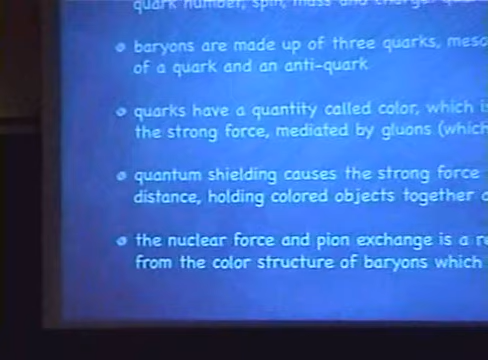 quark number, spin, mass and charge.
baryons are made up of three quarks,
of a quark and an anti-quark
quarks have a quantity called color, which
the strong force, mediated by gluons (which
quantum shielding causes the strong force
distance, holding colored objects together
the nuclear force and pion exchange is a
from the color structure of baryons which